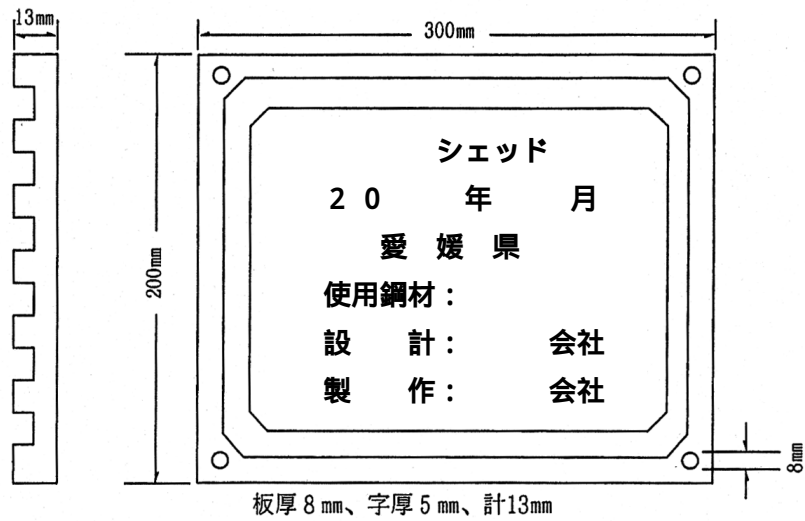 13mm
300mm
200mm
シェッド
20　　年　　月
愛媛県
使用鋼材：
設　計：　　会社
製　作：　　会社
8mm
板厚8mm、字厚5mm、計13mm